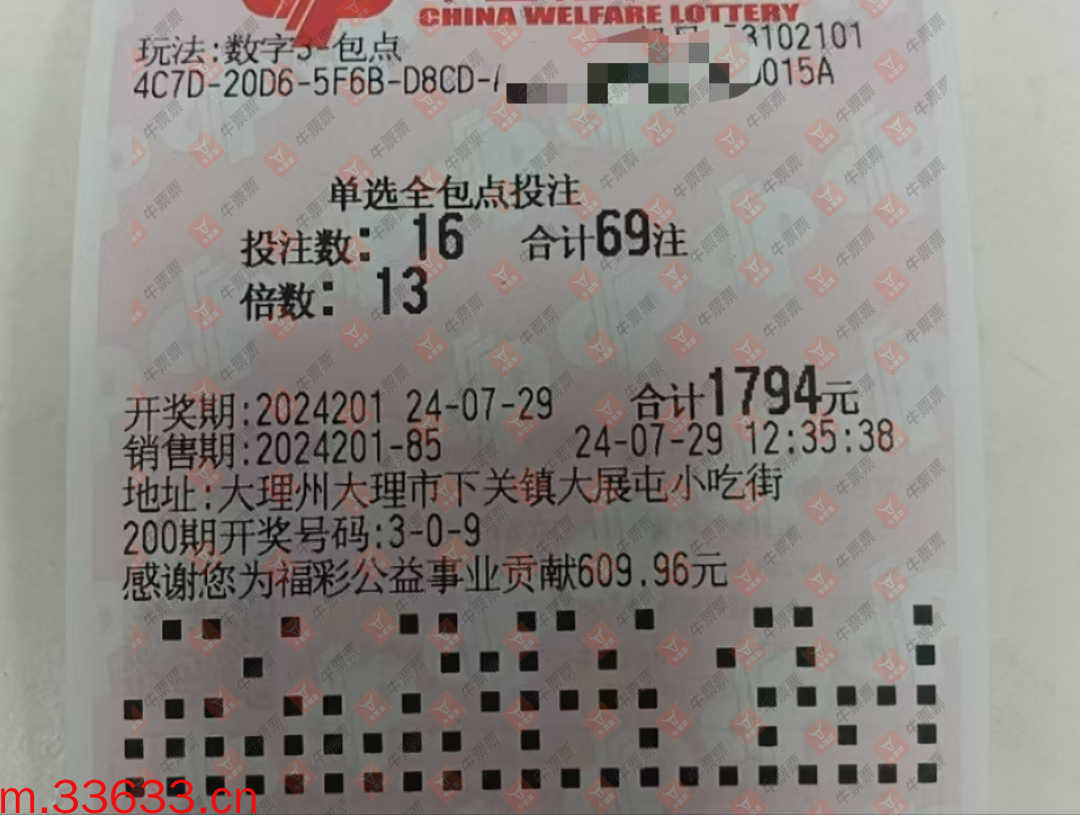 CHINA WELFARE LOTTERY
玩法:数字3-包点 3102101
4C7D-20D6-5F6B-D8CD- 015A
单选全包点投注
投注数: 16 合计69注
倍数: 13
开奖期:2024201 24-07-29 合计1794元
销售期:2024201-85 24-07-29 12:35:38
地址:大理州大理市下关镇大展屯小吃街
200期开奖号码:3-0-9
感谢您为福彩公益事业贡献609.96元
m.33633.cn
牛票票